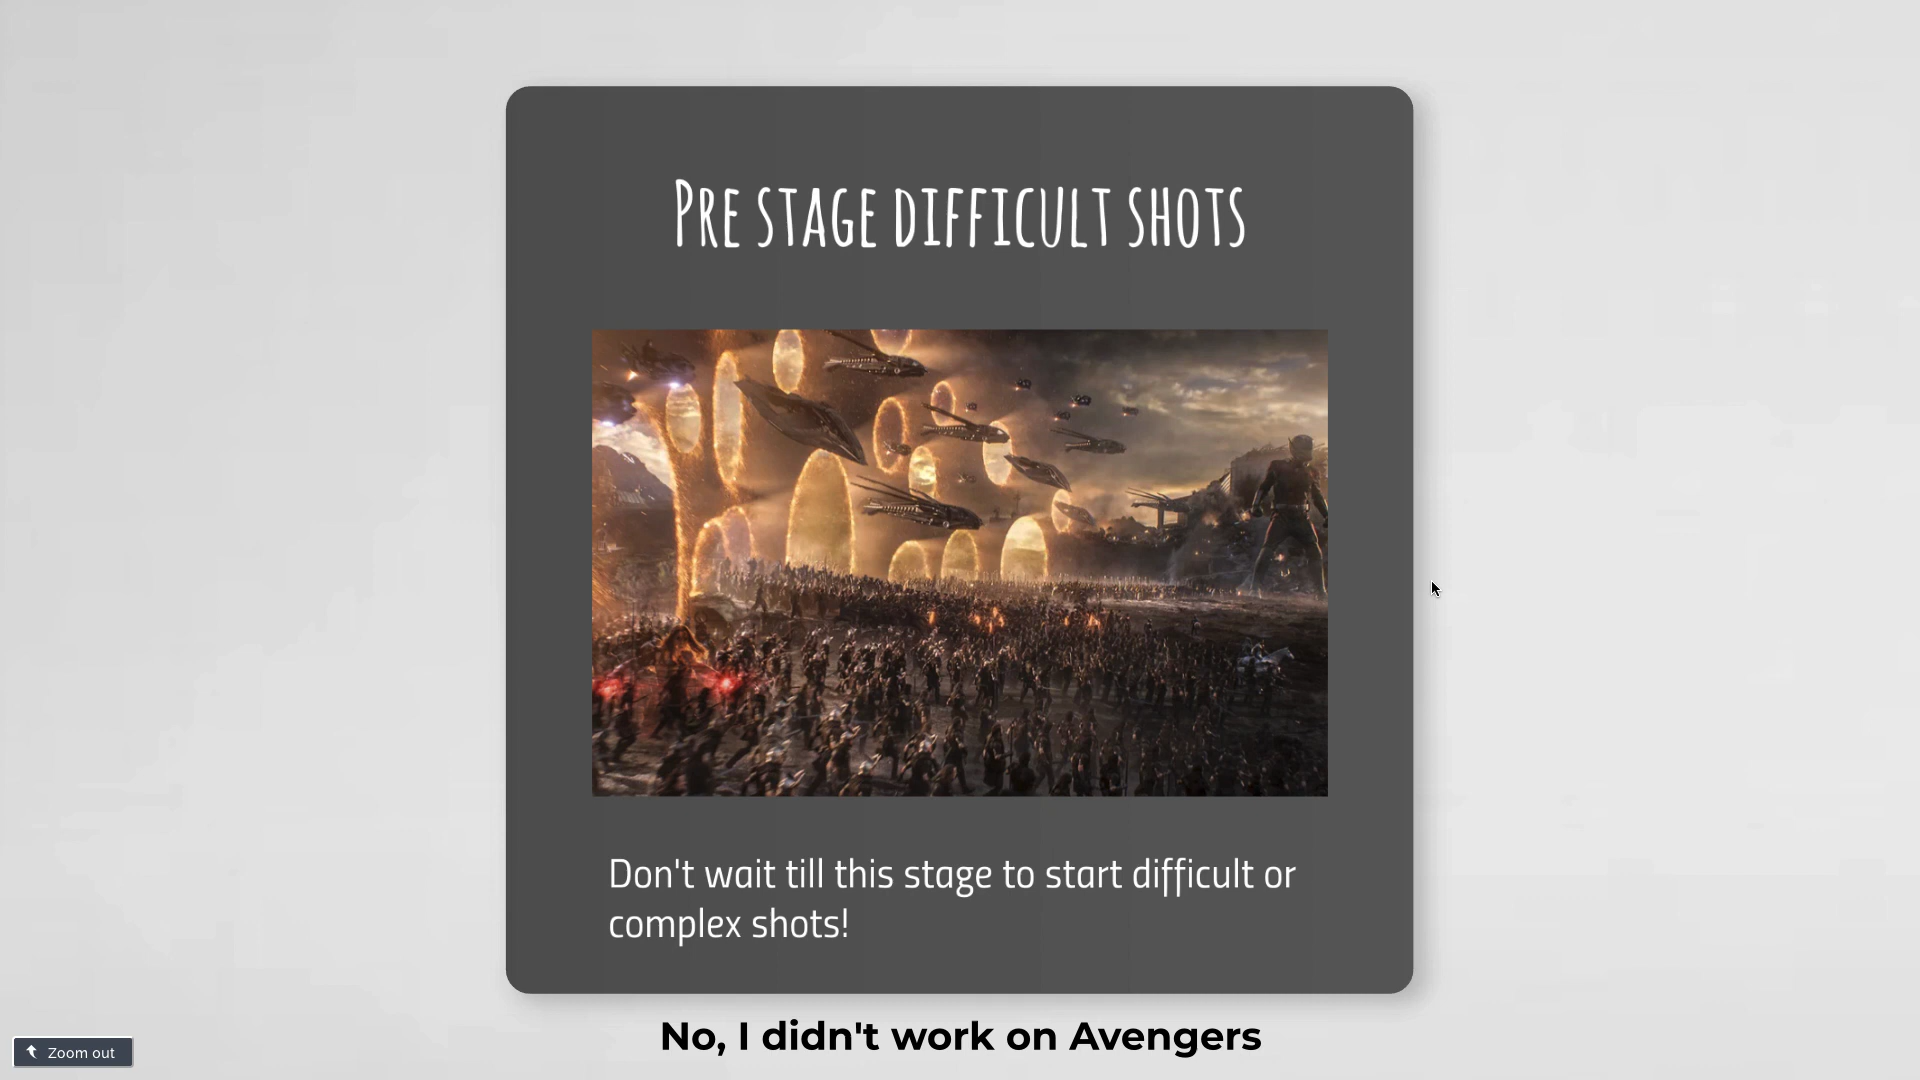 Pre stage difficult shots
Don't wait till this stage to start difficult or
complex shots!
No, I didn't work on Avengers
Zoom out